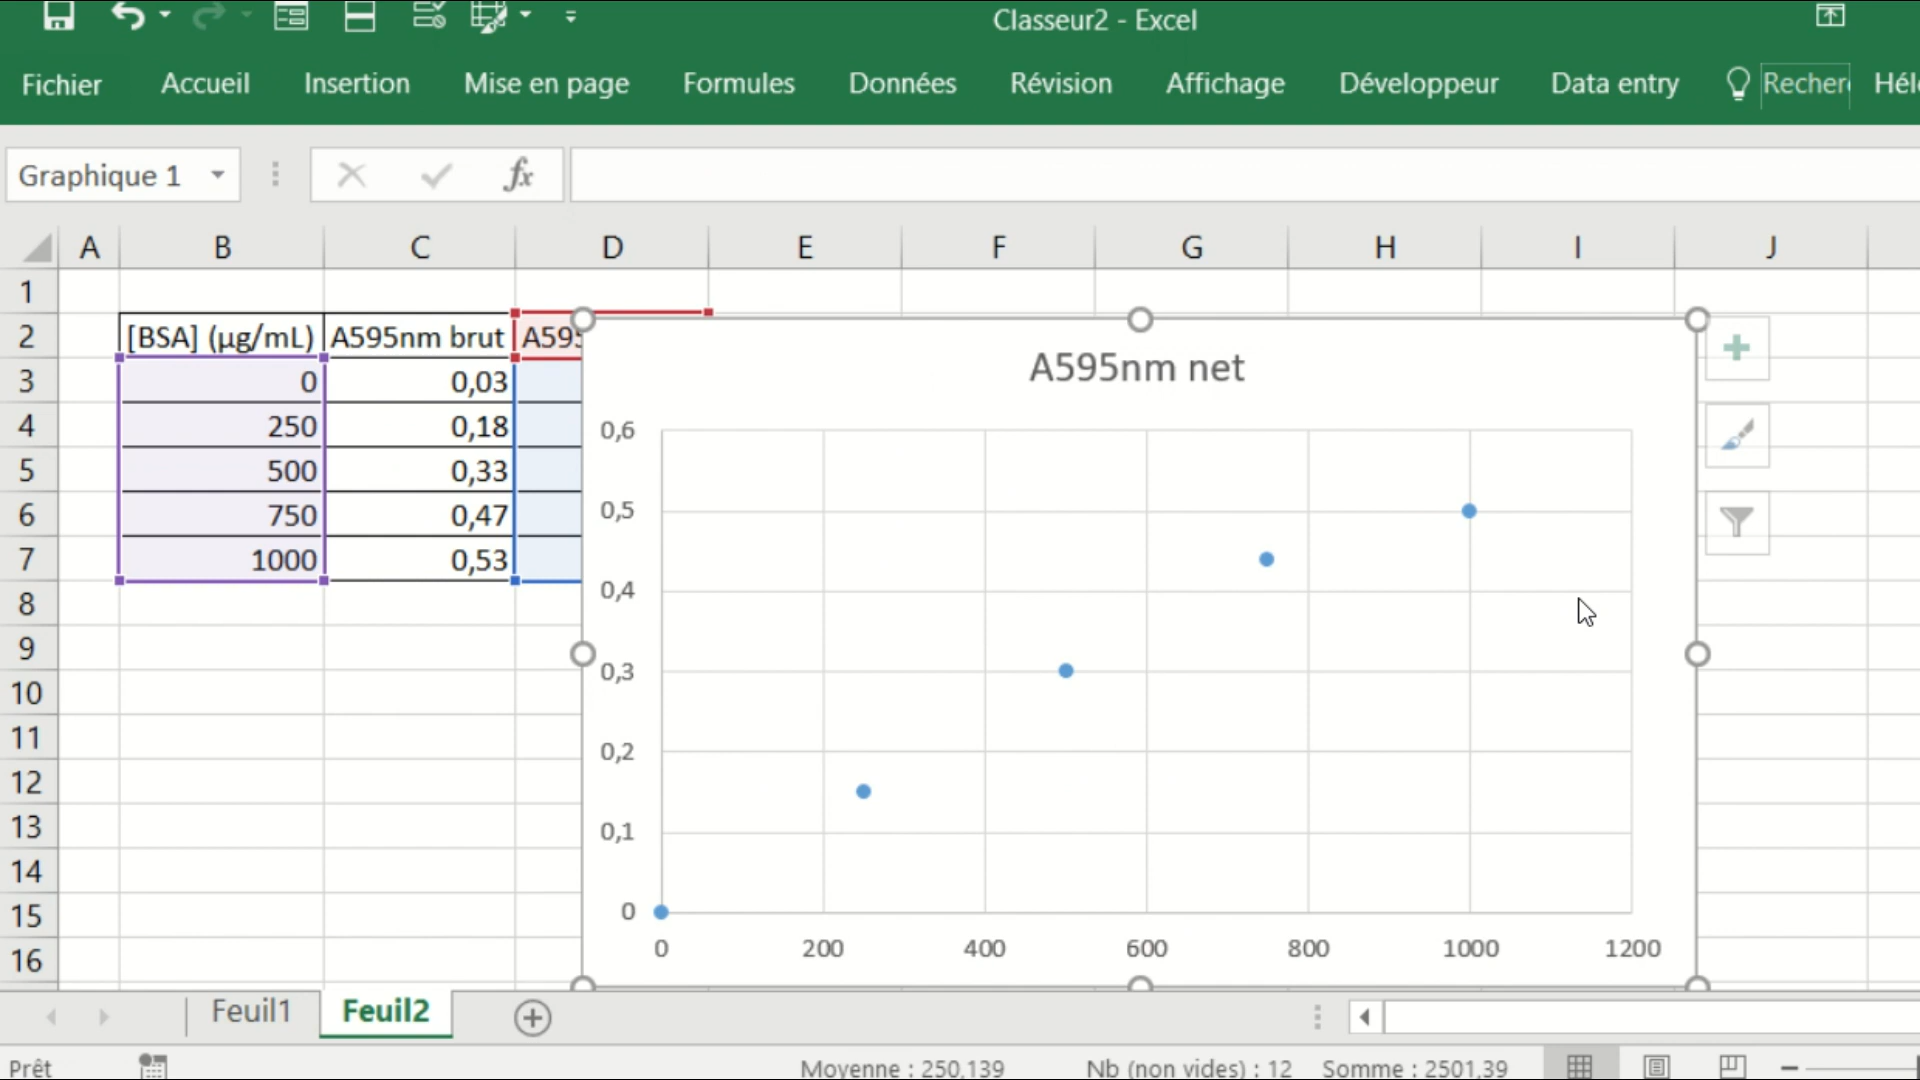 Classeur2 - Excel
Fichier Accueil Insertion Mise en page Formules Données Révision Affichage Développeur Data entry
Graphique 1 fx
A B C D E F G H I J
1
2 [BSA] (µg/mL) A595nm brut
3 0 0,03
4 250 0,18
5 500 0,33
6 750 0,47
7 1000 0,53
8
9
10
11
12
13
14
15
16
A595nm net
0,6
0,5
0,4
0,3
0,2
0,1
0
0 200 400 600 800 1000 1200
Feuil1 Feuil2
Prêt Moyenne : 250,139 Nb (non vides) : 12 Somme : 2501,39